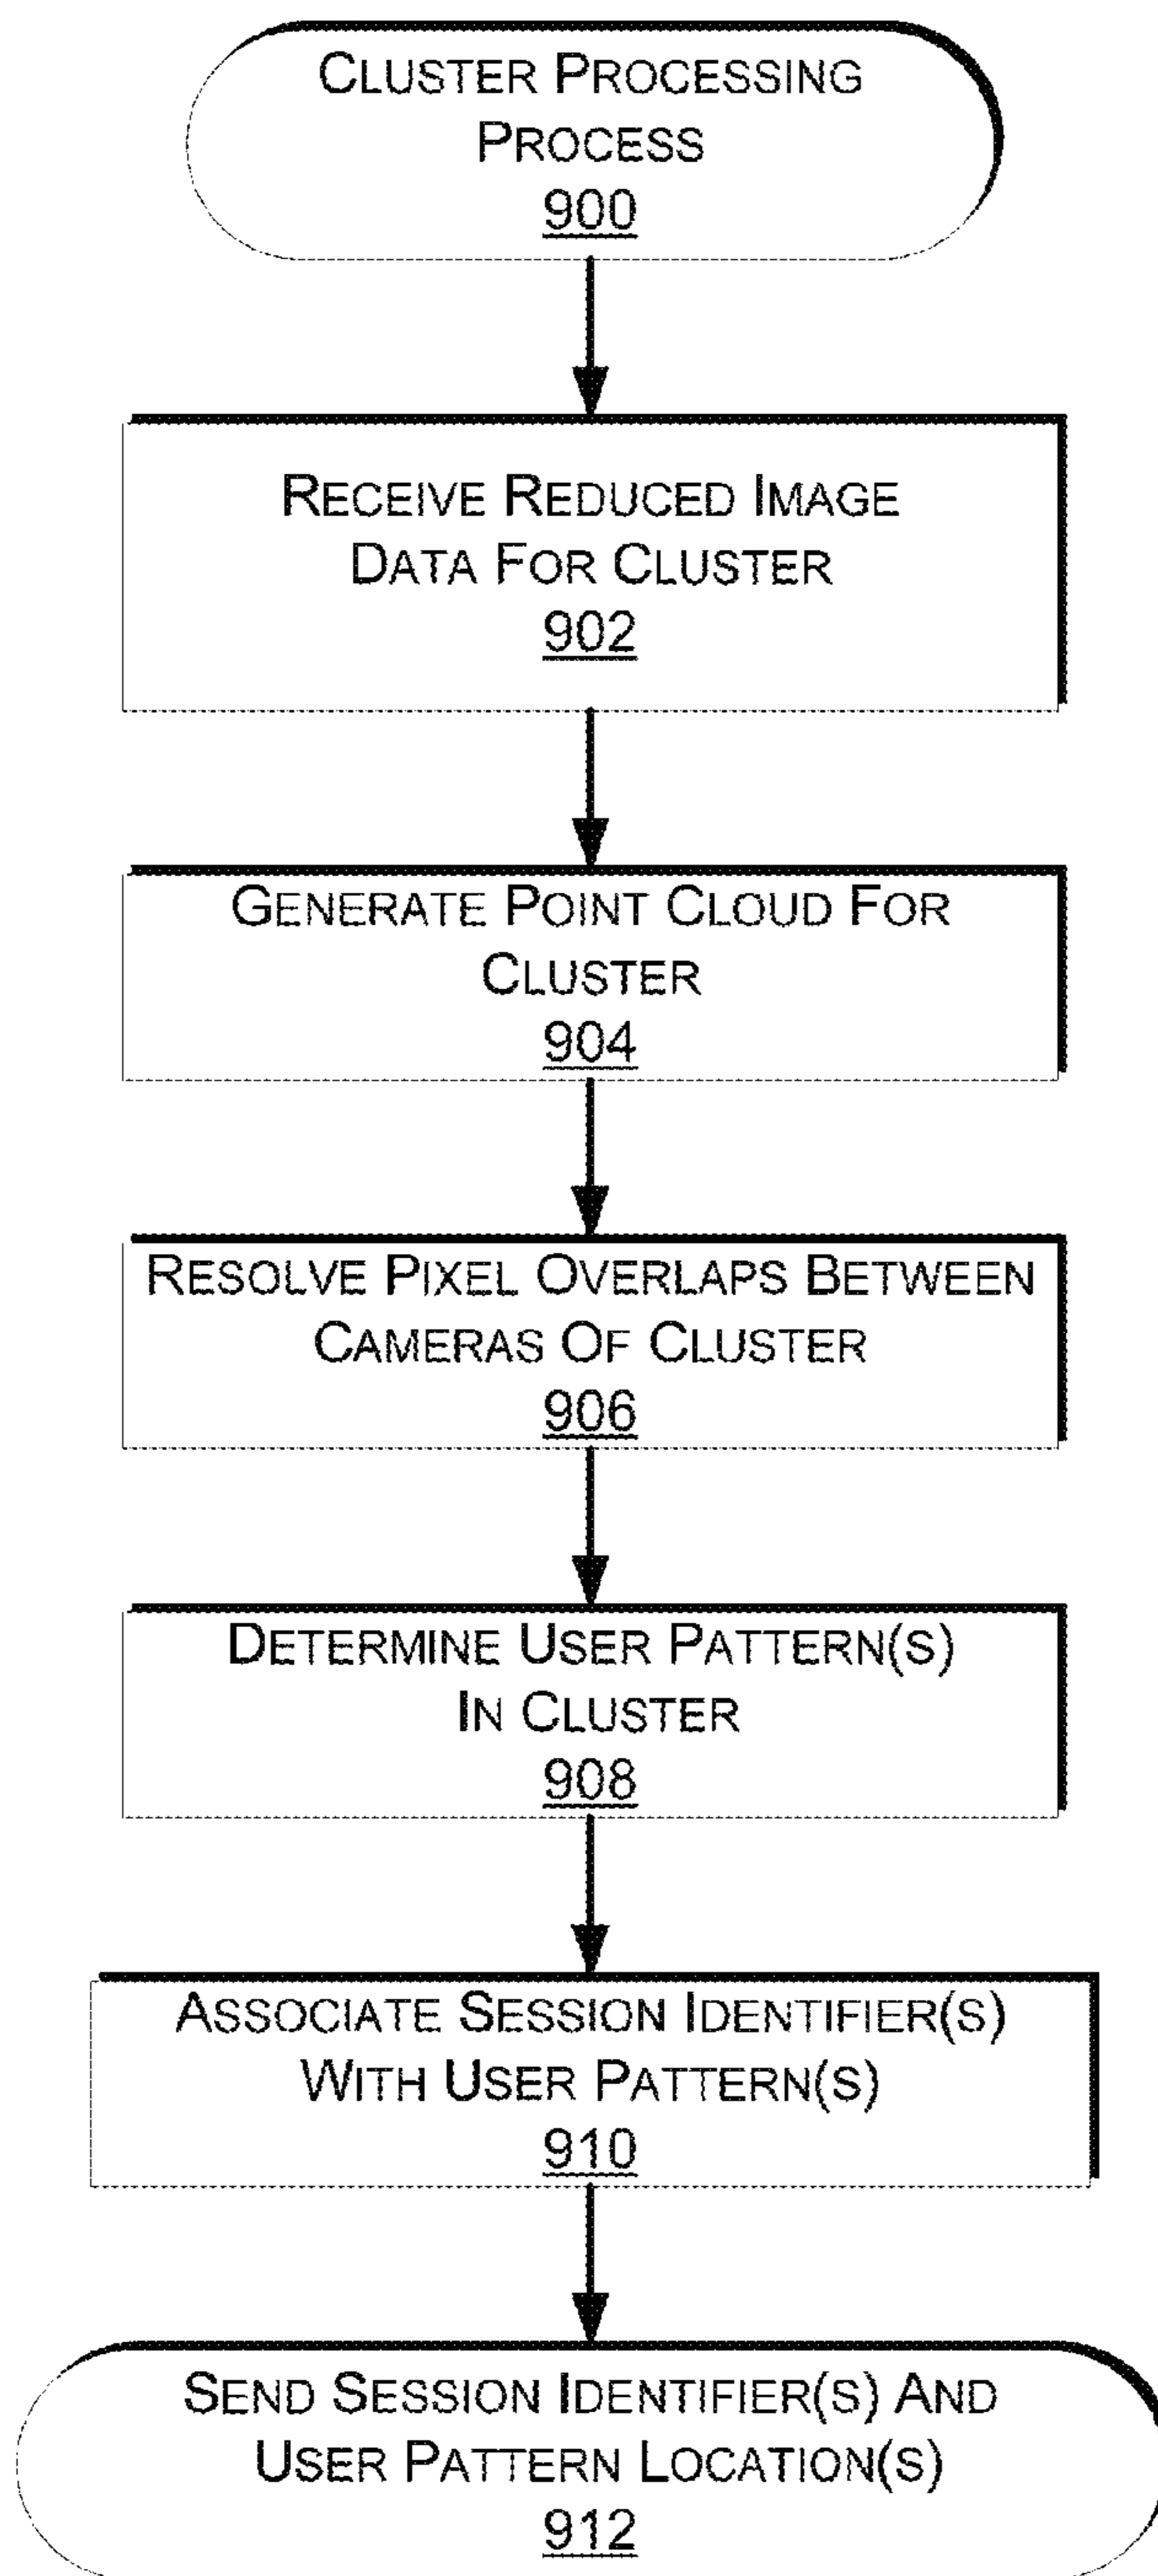 CLUSTER PROCESSING
PROCESS
900
RECEIVE REDUCED IMAGE
DATA FOR CLUSTER
902
GENERATE POINT CLOUD FOR
CLUSTER
904
RESOLVE PIXEL OVERLAPS BETWEEN
CAMERAS OF CLUSTER
906
DETERMINE USER PATTERN(S)
IN CLUSTER
908
ASSOCIATE SESSION IDENTIFIER(S)
WITH USER PATTERN(S)
910
SEND SESSION IDENTIFIER(S) AND
USER PATTERN LOCATION(S)
912